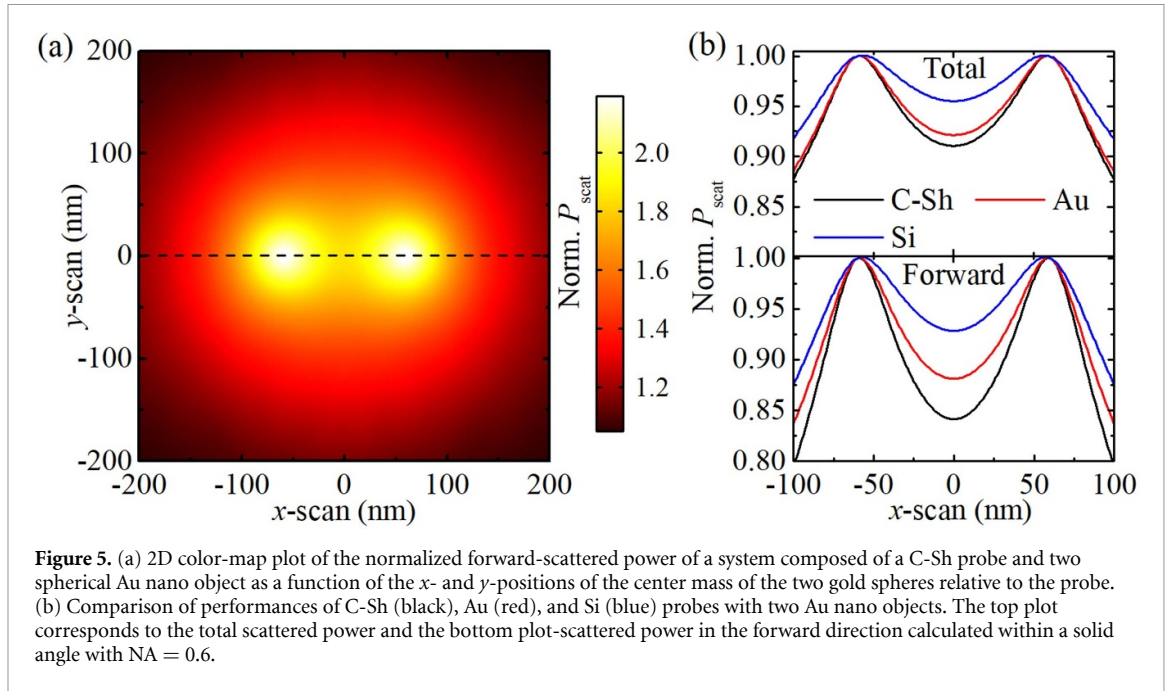 (a)
200
100
0
-100
-200
y-scan (nm)
-200
-100
0
100
200
x-scan (nm)
2.0
1.8
1.6
1.4
1.2
Norm. Pscat
(b)
1.00
0.95
0.90
0.85
1.00
0.95
0.90
0.85
0.80
Norm. Pscat
Total
C-Sh
Au
Si
Forward
-100
-50
0
50
100
x-scan (nm)
Figure 5. (a) 2D color-map plot of the normalized forward-scattered power of a system composed of a C-Sh probe and two
spherical Au nano object as a function of the x- and y-positions of the center mass of the two gold spheres relative to the probe.
(b) Comparison of performances of C-Sh (black), Au (red), and Si (blue) probes with two Au nano objects. The top plot
corresponds to the total scattered power and the bottom plot-scattered power in the forward direction calculated within a solid
angle with NA = 0.6.